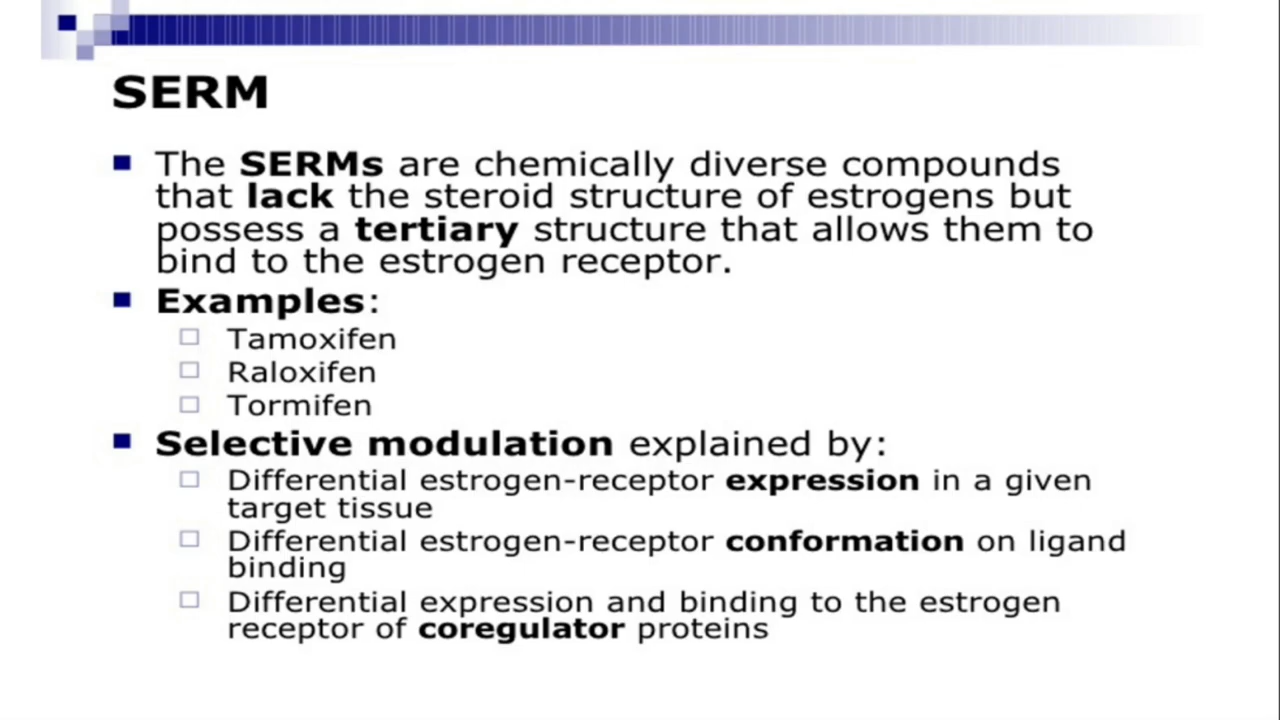 SERM
The SERMs are chemically diverse compounds
that lack the steroid structure of estrogens but
possess a tertiary structure that allows them to
bind to the estrogen receptor.
Examples:
Tamoxifen
Raloxifen
Tormifen
Selective modulation explained by:
Differential estrogen-receptor expression in a given
target tissue
Differential estrogen-receptor conformation on ligand
binding
Differential expression and binding to the estrogen
receptor of coregulator proteins